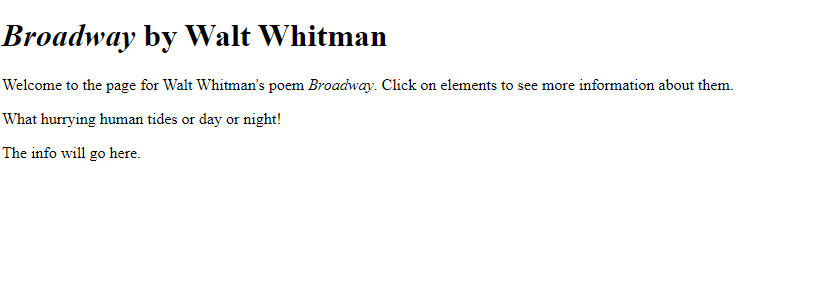 Broadway by Walt Whitman
Welcome to the page for Walt Whitman's poem Broadway. Click on elements to see more information about them.
What hurrying human tides or day or night!
The info will go here.